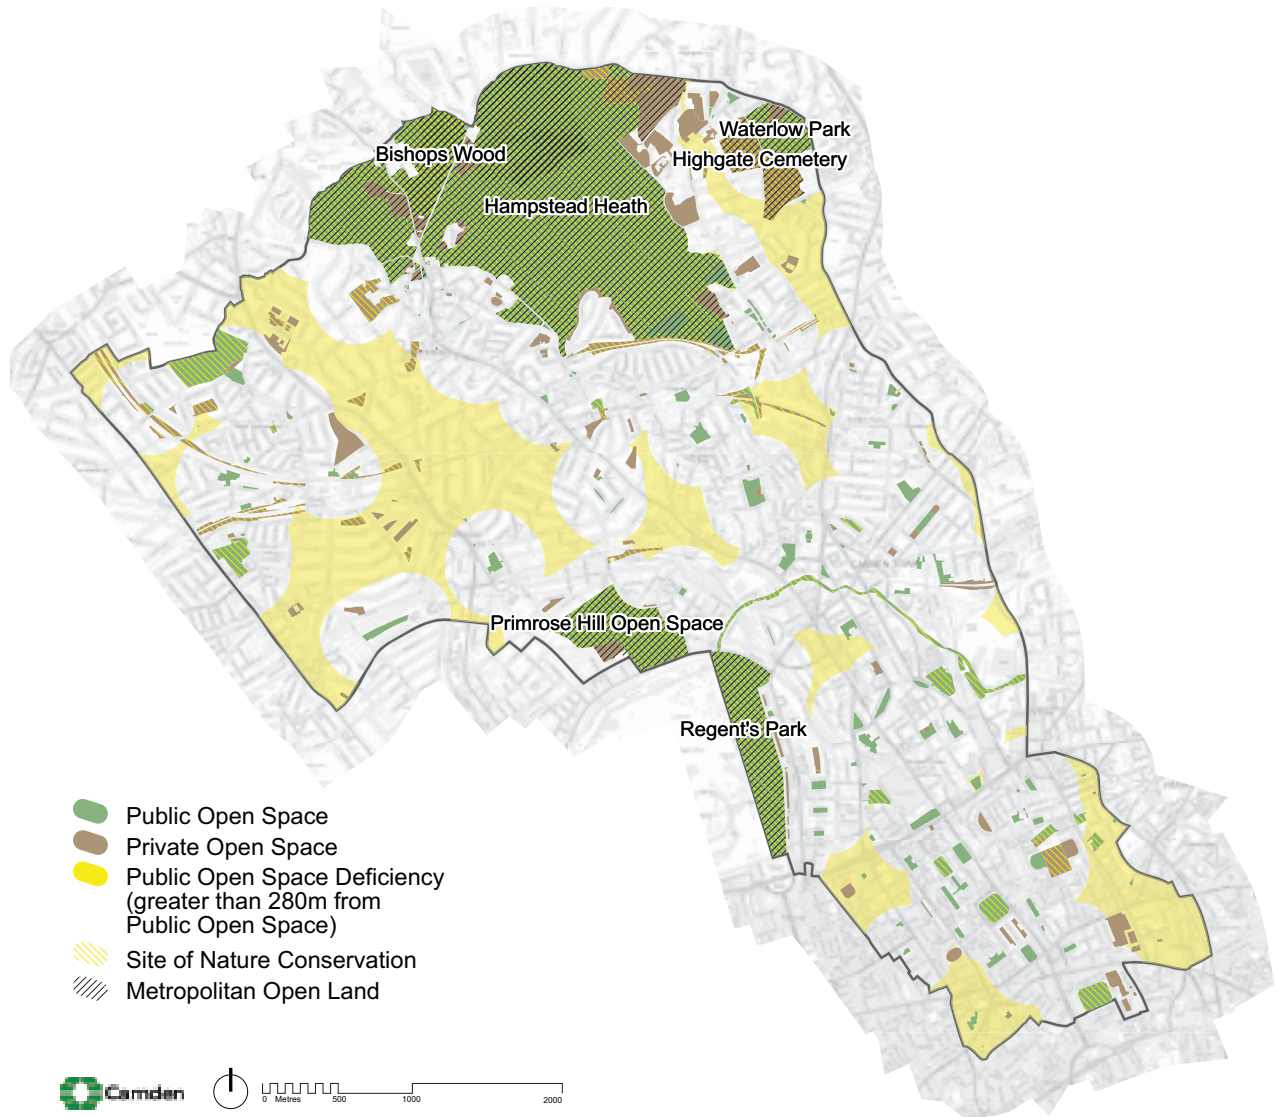 Waterlow Park
Bishops Wood
Highgate Cemetery
Hampstead Heath
Primrose Hill Open Space
Regent's Park
Public Open Space
Private Open Space
Public Open Space Deficiency
(greater than 280m from
Public Open Space)
Site of Nature Conservation
Metropolitan Open Land
Camden
0 Metres 500 1000 2000